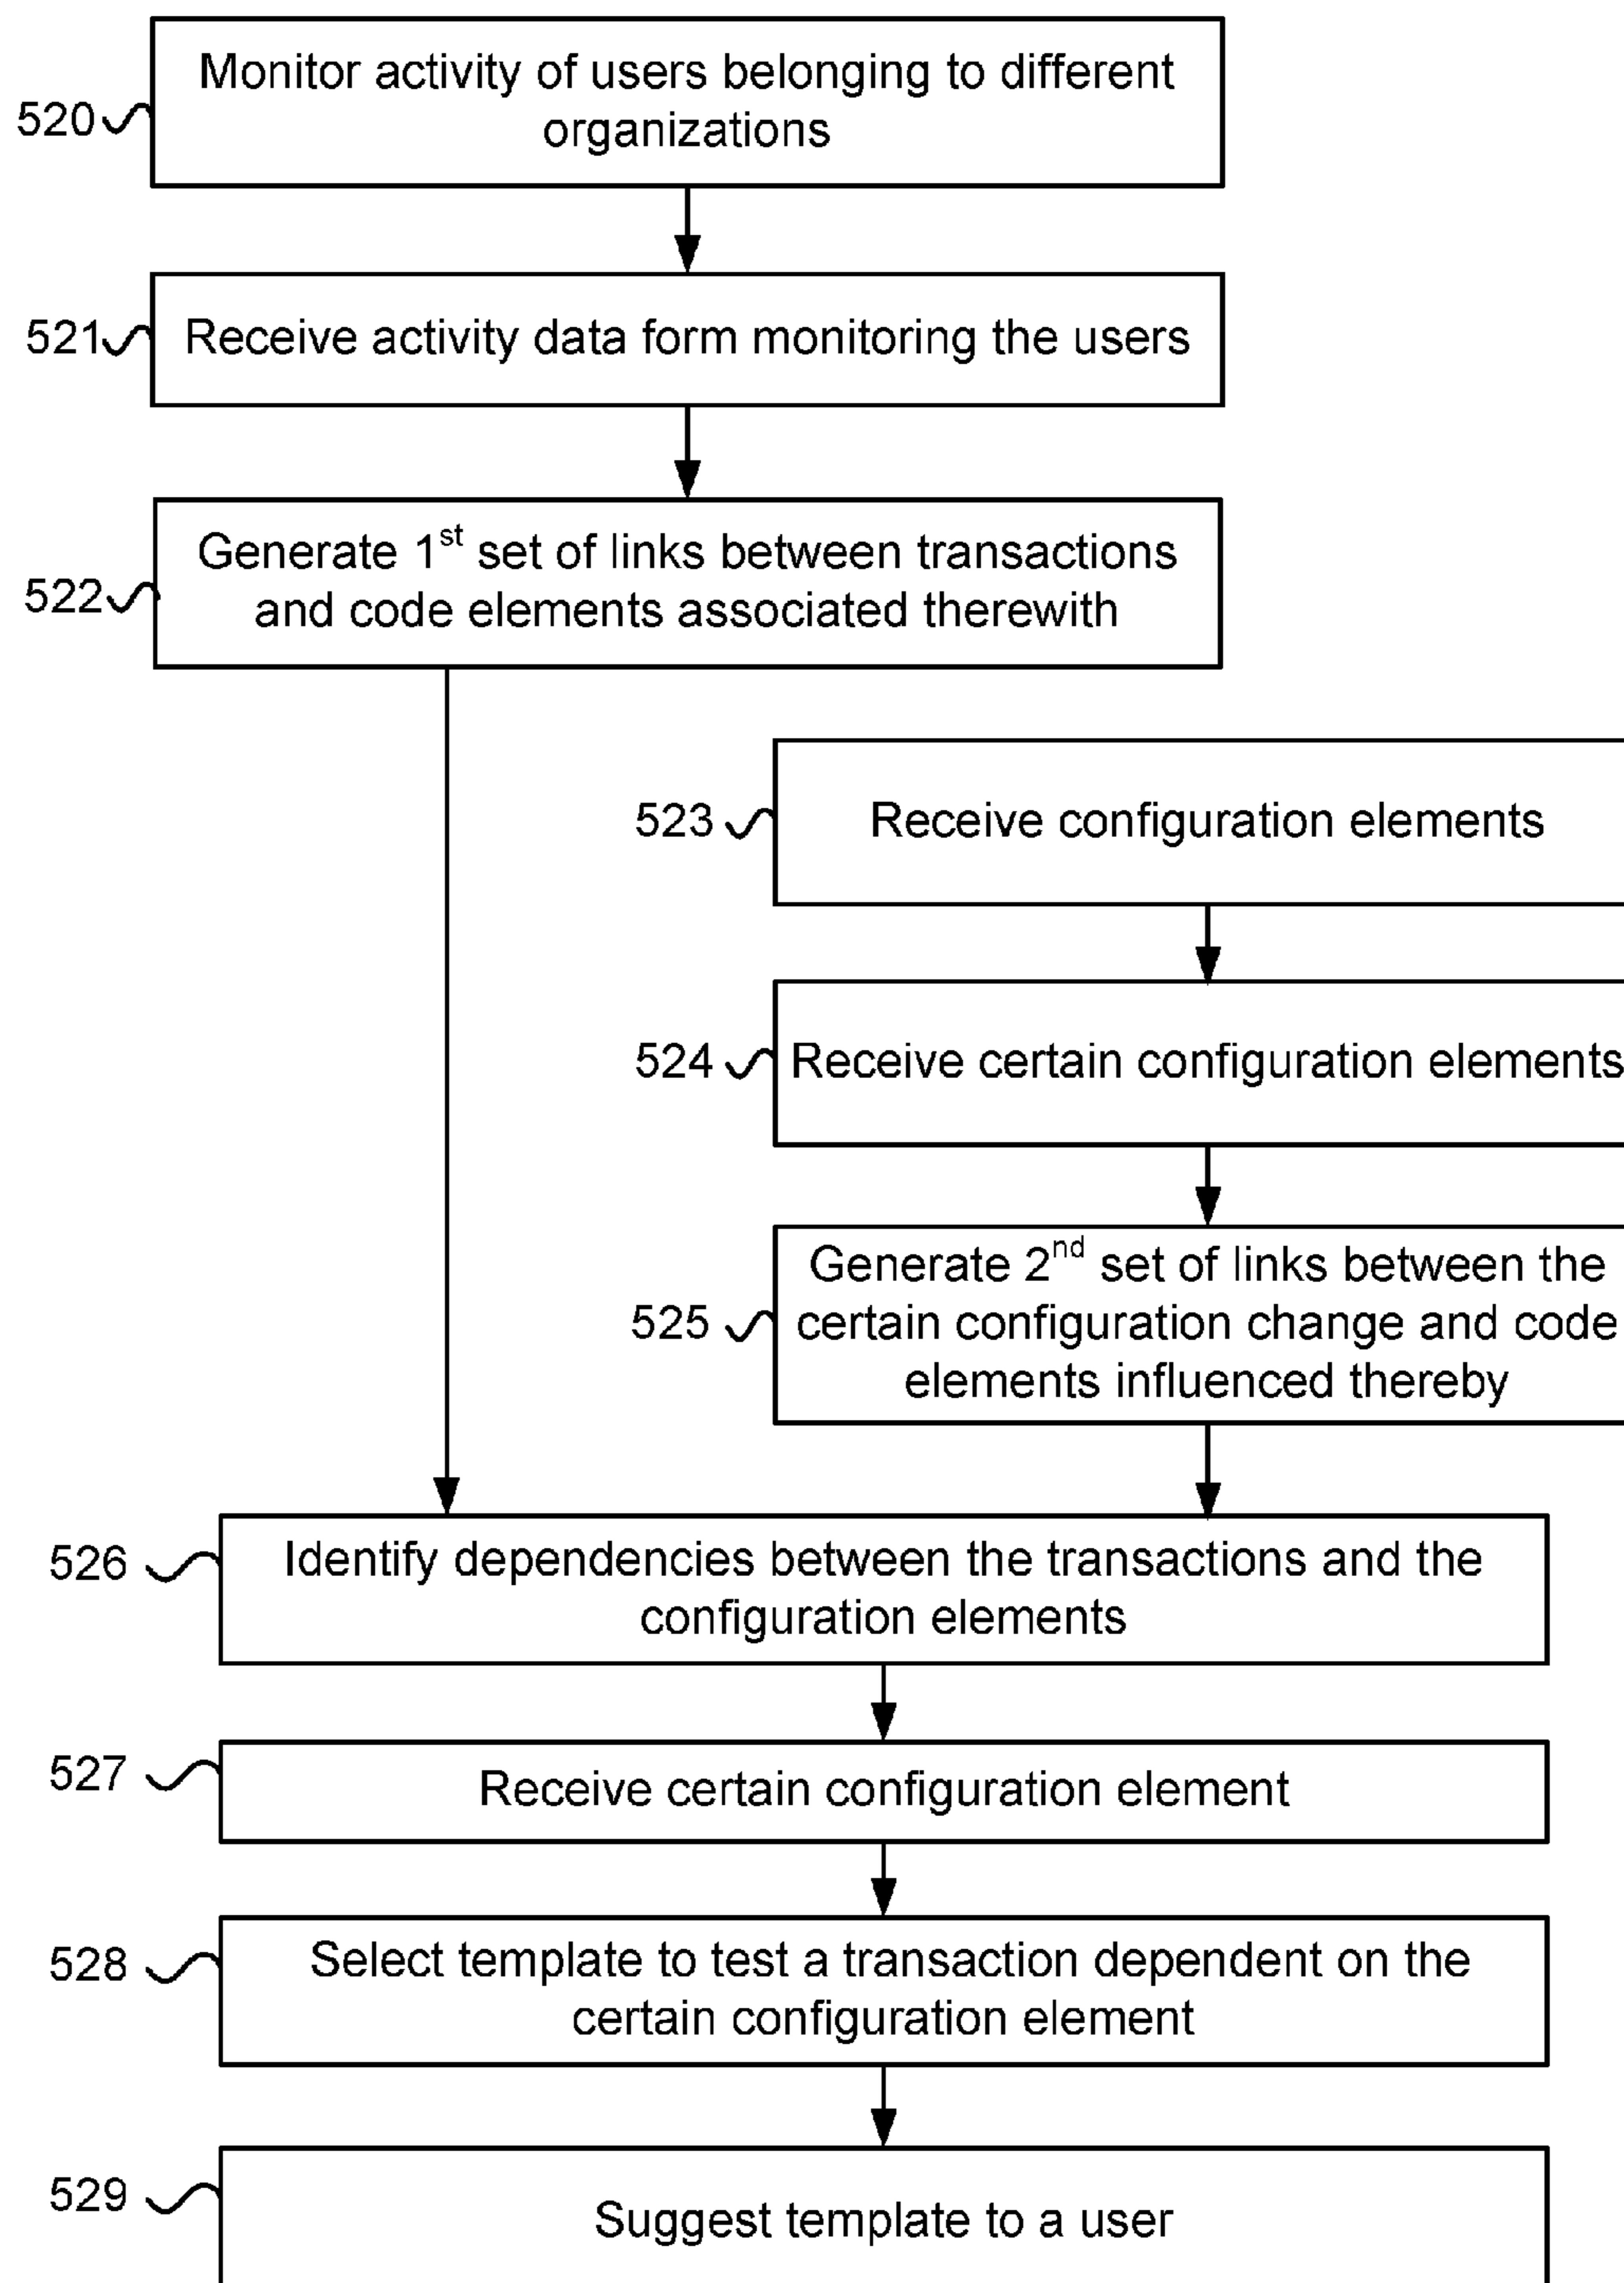 Monitor activity of users belonging to different
organizations
520
521
Receive activity data form monitoring the users
Generate 1st set of links between transactions
and code elements associated therewith
522
523
Receive configuration elements
524
Receive certain configuration elements
Generate 2nd set of links between the
certain configuration change and code
elements influenced thereby
525
526
Identify dependencies between the transactions and the
configuration elements
527
Receive certain configuration element
528
Select template to test a transaction dependent on the
certain configuration element
529
Suggest template to a user